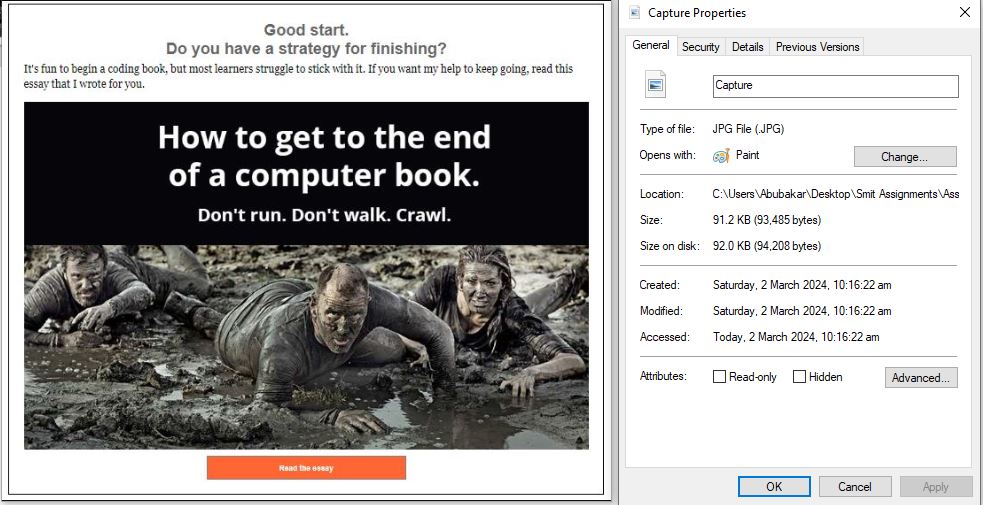 Good start.
Do you have a strategy for finishing?
It's fun to begin a coding book, but most learners struggle to stick with it. If you want my help to keep going, read this
essay that I wrote for you.
How to get to the end
of a computer book.
Don't run. Don't walk. Crawl.
Read the essay
Capture Properties
General Security Details Previous Versions
Capture
Type of file: JPG File (.JPG)
Opens with: Paint Change...
Location: C:\Users\Abubakar\Desktop\Smit Assignments\Ass
Size: 91.2 KB (93,485 bytes)
Size on disk: 92.0 KB (94,208 bytes)
Created: Saturday, 2 March 2024, 10:16:22 am
Modified: Saturday, 2 March 2024, 10:16:22 am
Accessed: Today, 2 March 2024, 10:16:22 am
Attributes: Read-only Hidden Advanced...
OK Cancel Apply